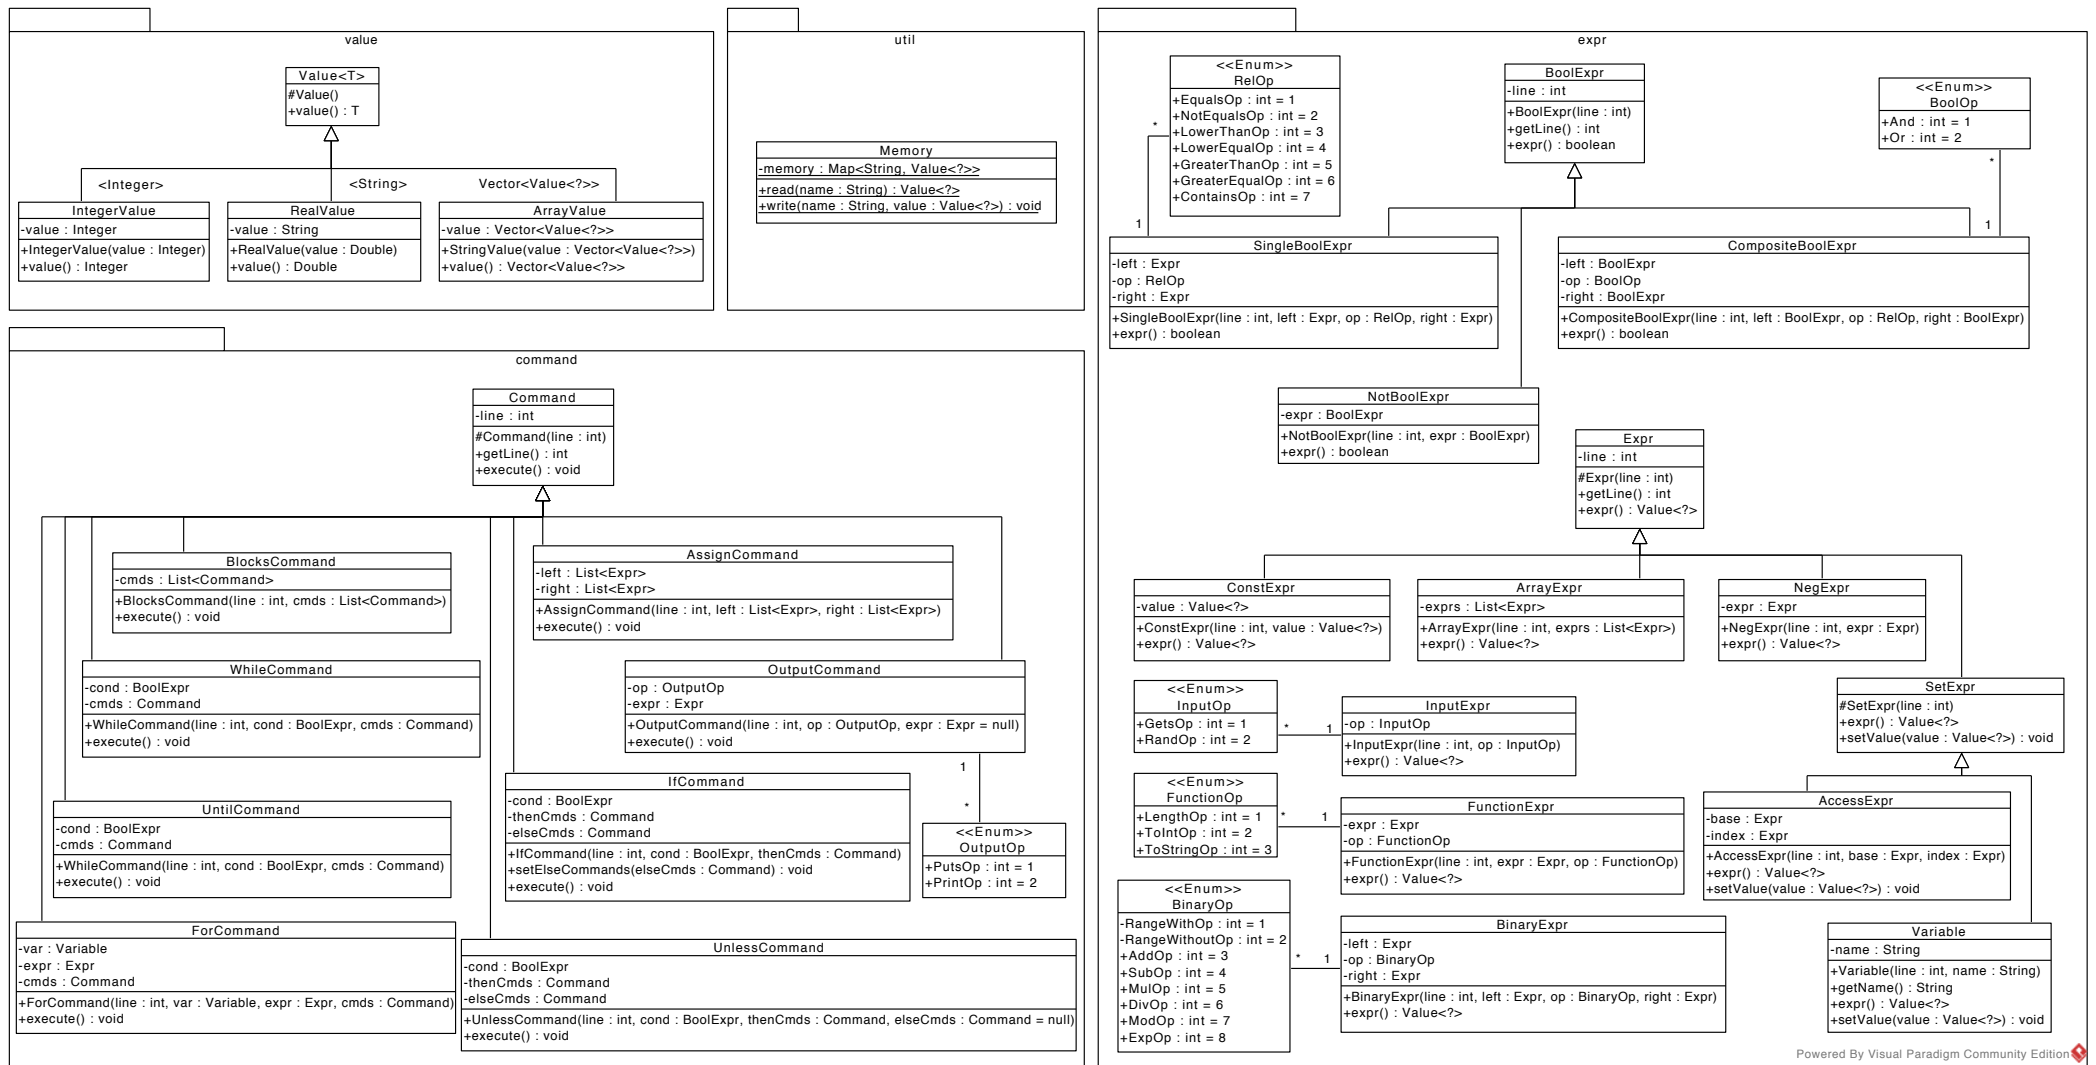 value
Value<T>
#Value()
+value() : T
<Integer>
<String>
Vector<Value<?>>
IntegerValue
-value : Integer
+IntegerValue(value : Integer)
+value() : Integer
RealValue
-value : String
+RealValue(value : Double)
+value() : Double
ArrayValue
-value : Vector<Value<?>>
+StringValue(value : Vector<Value<?>>)
+value() : Vector<Value<?>>
util
Memory
-memory : Map<String, Value<?>>
+read(name : String) : Value<?>
+write(name : String, value : Value<?>) : void
command
Command
-line : int
#Command(line : int)
+getLine() : int
+execute() : void
BlocksCommand
-cmds : List<Command>
+BlocksCommand(line : int, cmds : List<Command>)
+execute() : void
AssignCommand
-left : List<Expr>
-right : List<Expr>
+AssignCommand(line : int, left : List<Expr>, right : List<Expr>)
+execute() : void
WhileCommand
-cond : BoolExpr
-cmds : Command
+WhileCommand(line : int, cond : BoolExpr, cmds : Command)
+execute() : void
OutputCommand
-op : OutputOp
-expr : Expr
+OutputCommand(line : int, op : OutputOp, expr : Expr = null)
+execute() : void
1
*
UntilCommand
-cond : BoolExpr
-cmds : Command
+WhileCommand(line : int, cond : BoolExpr, cmds : Command)
+execute() : void
IfCommand
-cond : BoolExpr
-thenCmds : Command
-elseCmds : Command
+IfCommand(line : int, cond : BoolExpr, thenCmds : Command)
+setElseCommands(elseCmds : Command) : void
+execute() : void
<<Enum>>
OutputOp
+PutsOp : int = 1
+PrintOp : int = 2
ForCommand
-var : Variable
-expr : Expr
-cmds : Command
+ForCommand(line : int, var : Variable, expr : Expr, cmds : Command)
+execute() : void
UnlessCommand
-cond : BoolExpr
-thenCmds : Command
-elseCmds : Command
+UnlessCommand(line : int, cond : BoolExpr, thenCmds : Command, elseCmds : Command = null)
+execute() : void
expr
<<Enum>>
RelOp
+EqualsOp : int = 1
+NotEqualsOp : int = 2
+LowerThanOp : int = 3
+LowerEqualOp : int = 4
+GreaterThanOp : int = 5
+GreaterEqualOp : int = 6
+ContainsOp : int = 7
*
1
BoolExpr
-line : int
+BoolExpr(line : int)
+getLine() : int
+expr() : boolean
<<Enum>>
BoolOp
+And : int = 1
+Or : int = 2
*
1
SingleBoolExpr
-left : Expr
-op : RelOp
-right : Expr
+SingleBoolExpr(line : int, left : Expr, op : RelOp, right : Expr)
+expr() : boolean
CompositeBoolExpr
-left : BoolExpr
-op : BoolOp
-right : BoolExpr
+CompositeBoolExpr(line : int, left : BoolExpr, op : RelOp, right : BoolExpr)
+expr() : boolean
NotBoolExpr
-expr : BoolExpr
+NotBoolExpr(line : int, expr : BoolExpr)
+expr() : boolean
Expr
-line : int
#Expr(line : int)
+getLine() : int
+expr() : Value<?>
ConstExpr
-value : Value<?>
+ConstExpr(line : int, value : Value<?>)
+expr() : Value<?>
ArrayExpr
-exprs : List<Expr>
+ArrayExpr(line : int, exprs : List<Expr>)
+expr() : Value<?>
NegExpr
-expr : Expr
+NegExpr(line : int, expr : Expr)
+expr() : Value<?>
SetExpr
#SetExpr(line : int)
+expr() : Value<?>
+setValue(value : Value<?>) : void
<<Enum>>
InputOp
+GetsOp : int = 1
+RandOp : int = 2
*
1
InputExpr
-op : InputOp
+InputExpr(line : int, op : InputOp)
+expr() : Value<?>
<<Enum>>
FunctionOp
+LengthOp : int = 1
+ToIntOp : int = 2
+ToStringOp : int = 3
*
1
FunctionExpr
-expr : Expr
-op : FunctionOp
+FunctionExpr(line : int, expr : Expr, op : FunctionOp)
+expr() : Value<?>
AccessExpr
-base : Expr
-index : Expr
+AccessExpr(line : int, base : Expr, index : Expr)
+expr() : Value<?>
+setValue(value : Value<?>) : void
<<Enum>>
BinaryOp
-RangeWithOp : int = 1
-RangeWithoutOp : int = 2
+AddOp : int = 3
+SubOp : int = 4
+MulOp : int = 5
+DivOp : int = 6
+ModOp : int = 7
+ExpOp : int = 8
*
1
BinaryExpr
-left : Expr
-op : BinaryOp
-right : Expr
+BinaryExpr(line : int, left : Expr, op : BinaryOp, right : Expr)
+expr() : Value<?>
Variable
-name : String
+Variable(line : int, name : String)
+getName() : String
+expr() : Value<?>
+setValue(value : Value<?>) : void
Powered By Visual Paradigm Community Edition